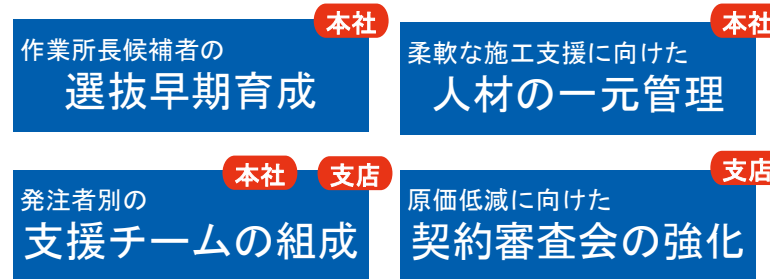 本社
作業所長候補者の
選抜早期育成
本社
柔軟な施工支援に向けた
人材の一元管理
本社 支店
発注者別の
支援チームの組成
支店
原価低減に向けた
契約審査会の強化